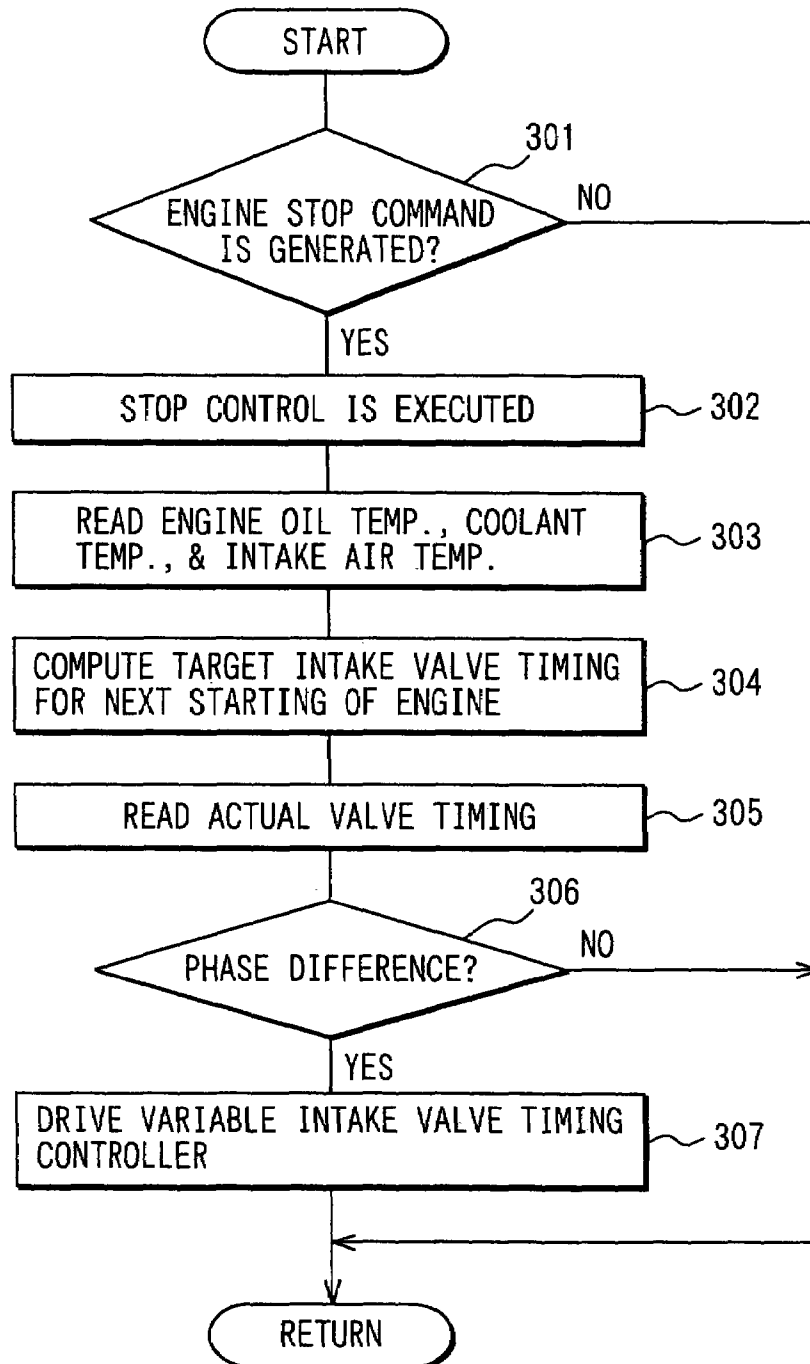 START
301
ENGINE STOP COMMAND
IS GENERATED?
NO
YES
STOP CONTROL IS EXECUTED
302
READ ENGINE OIL TEMP., COOLANT
TEMP., & INTAKE AIR TEMP.
303
COMPUTE TARGET INTAKE VALVE TIMING
FOR NEXT STARTING OF ENGINE
304
READ ACTUAL VALVE TIMING
305
306
PHASE DIFFERENCE?
NO
YES
DRIVE VARIABLE INTAKE VALVE TIMING
CONTROLLER
307
RETURN